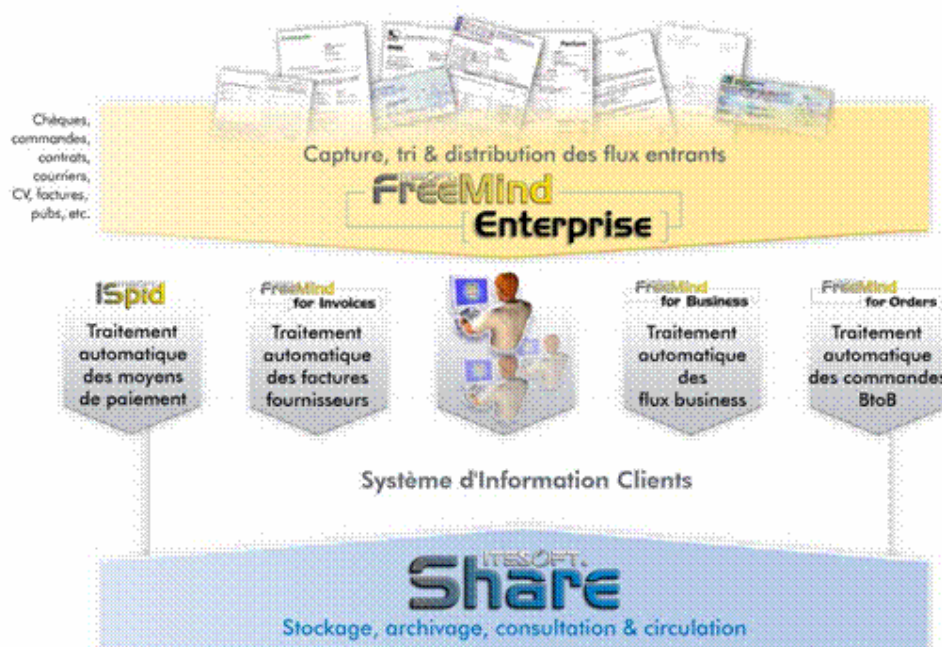 Facture
Chèques,
commandes,
contrats,
courriers,
CV, factures,
pubs, etc.
Capture, tri & distribution des flux entrants
FreeMind
Enterprise
iSpid
Traitement
automatique
des moyens
de paiement
FreeMind
for Invoices
Traitement
automatique
des factures
fournisseurs
FreeMind
for Business
Traitement
automatique
des
flux business
FreeMind
for Orders
Traitement
automatique
des commandes
BtoB
Système d'Information Clients
ITESOFT.
Share
Stockage, archivage, consultation & circulation